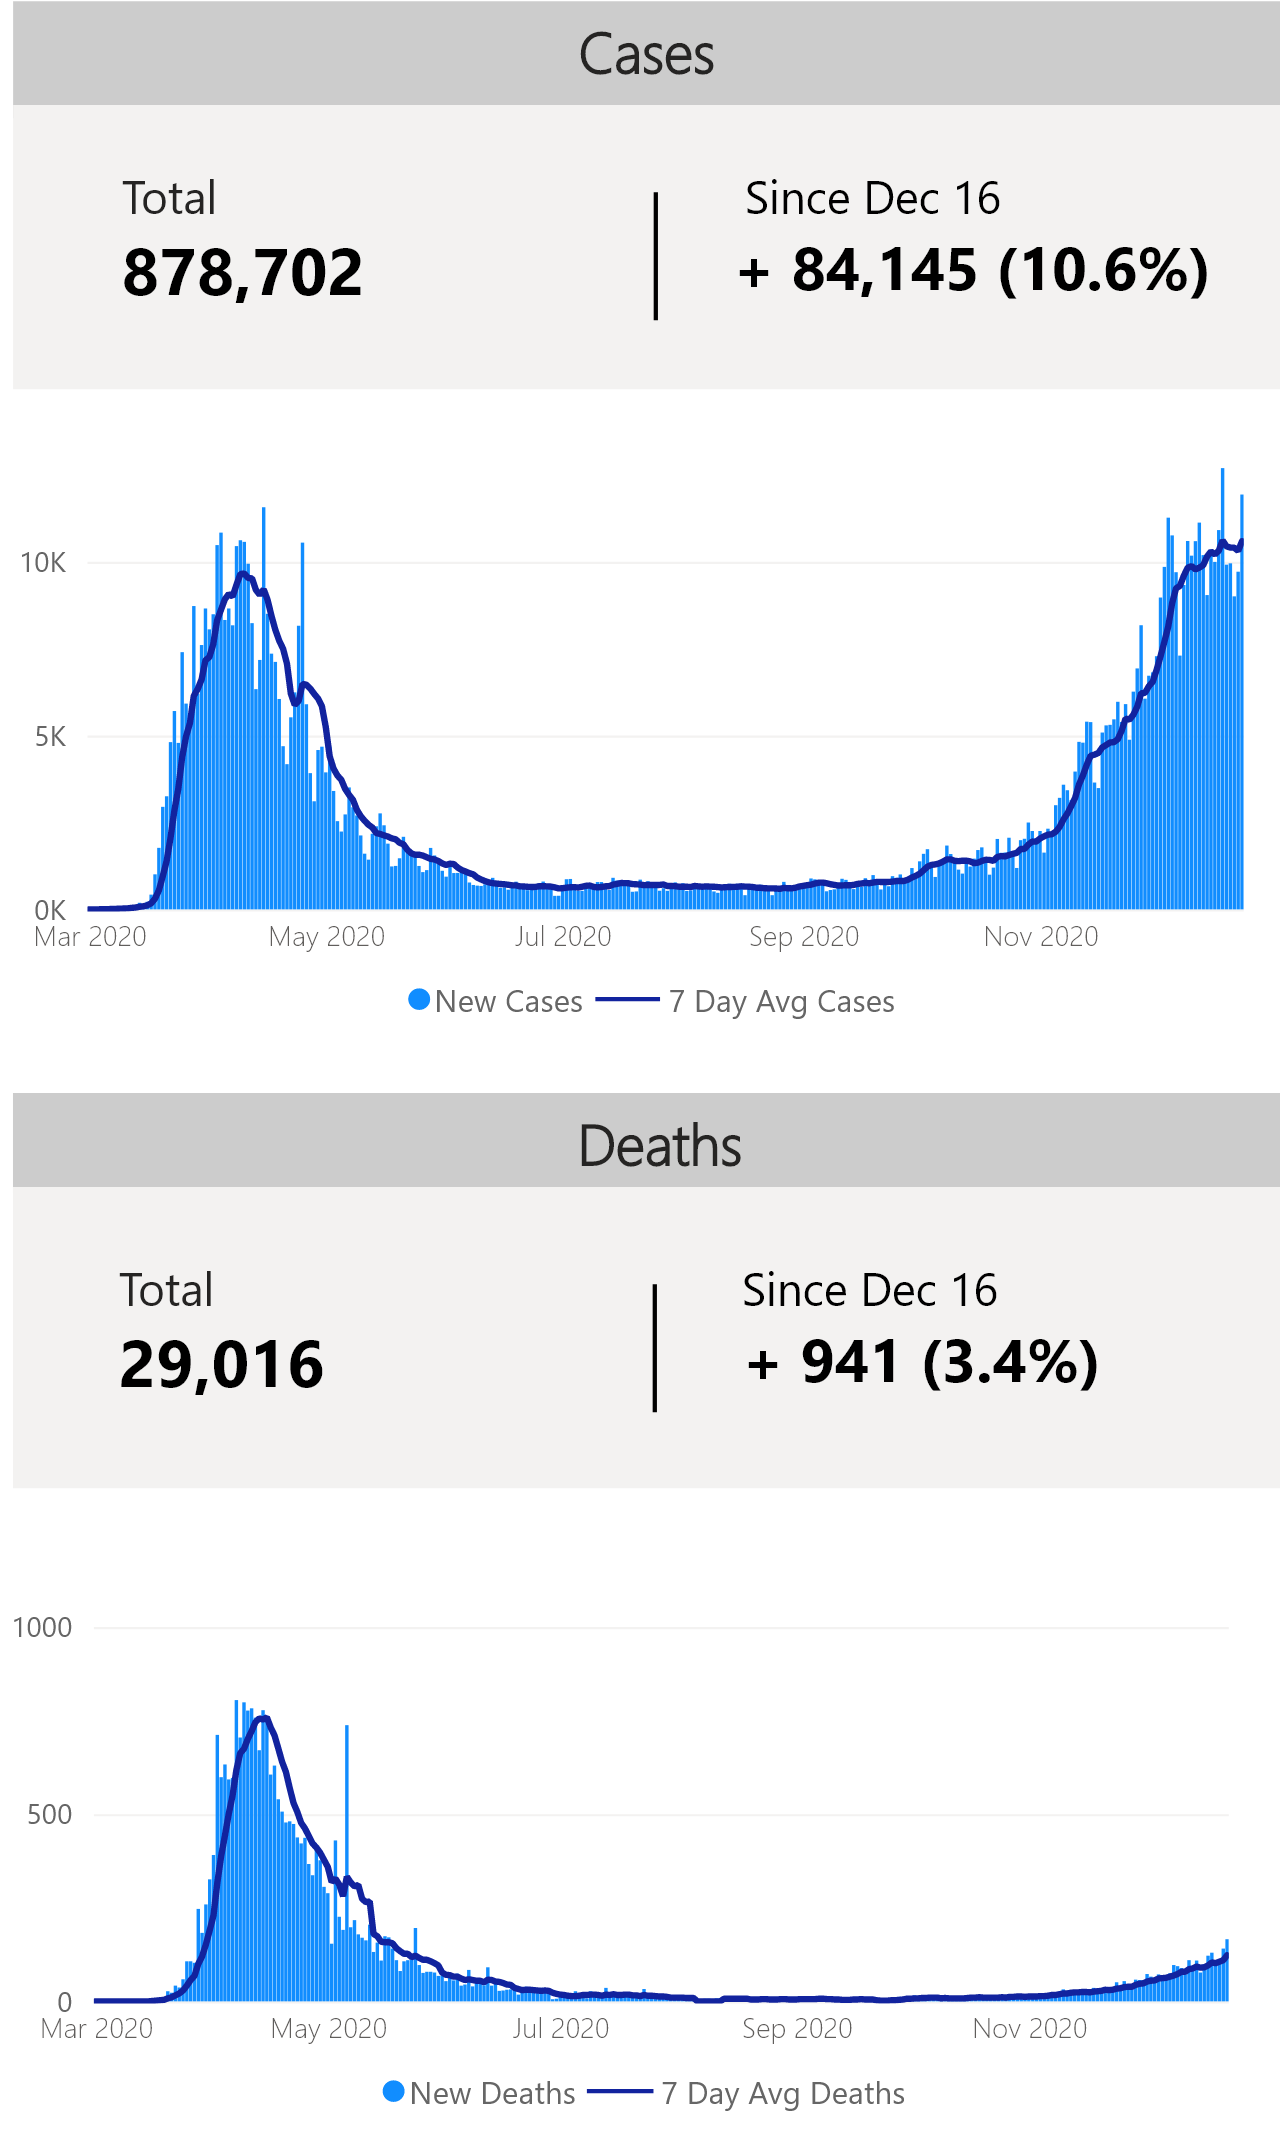 Cases
Total
Since Dec 16
878,702
+ 84,145 (10.6%)
10K
5K
0K
Mar 2020
May 2020
Jul 2020
Sep 2020
Nov 2020
New Cases
7 Day Avg Cases
Deaths
Total
Since Dec 16
29,016
+ 941 (3.4%)
1000
500
0
Mar 2020
May 2020
Jul 2020
Sep 2020
Nov 2020
New Deaths
7 Day Avg Deaths